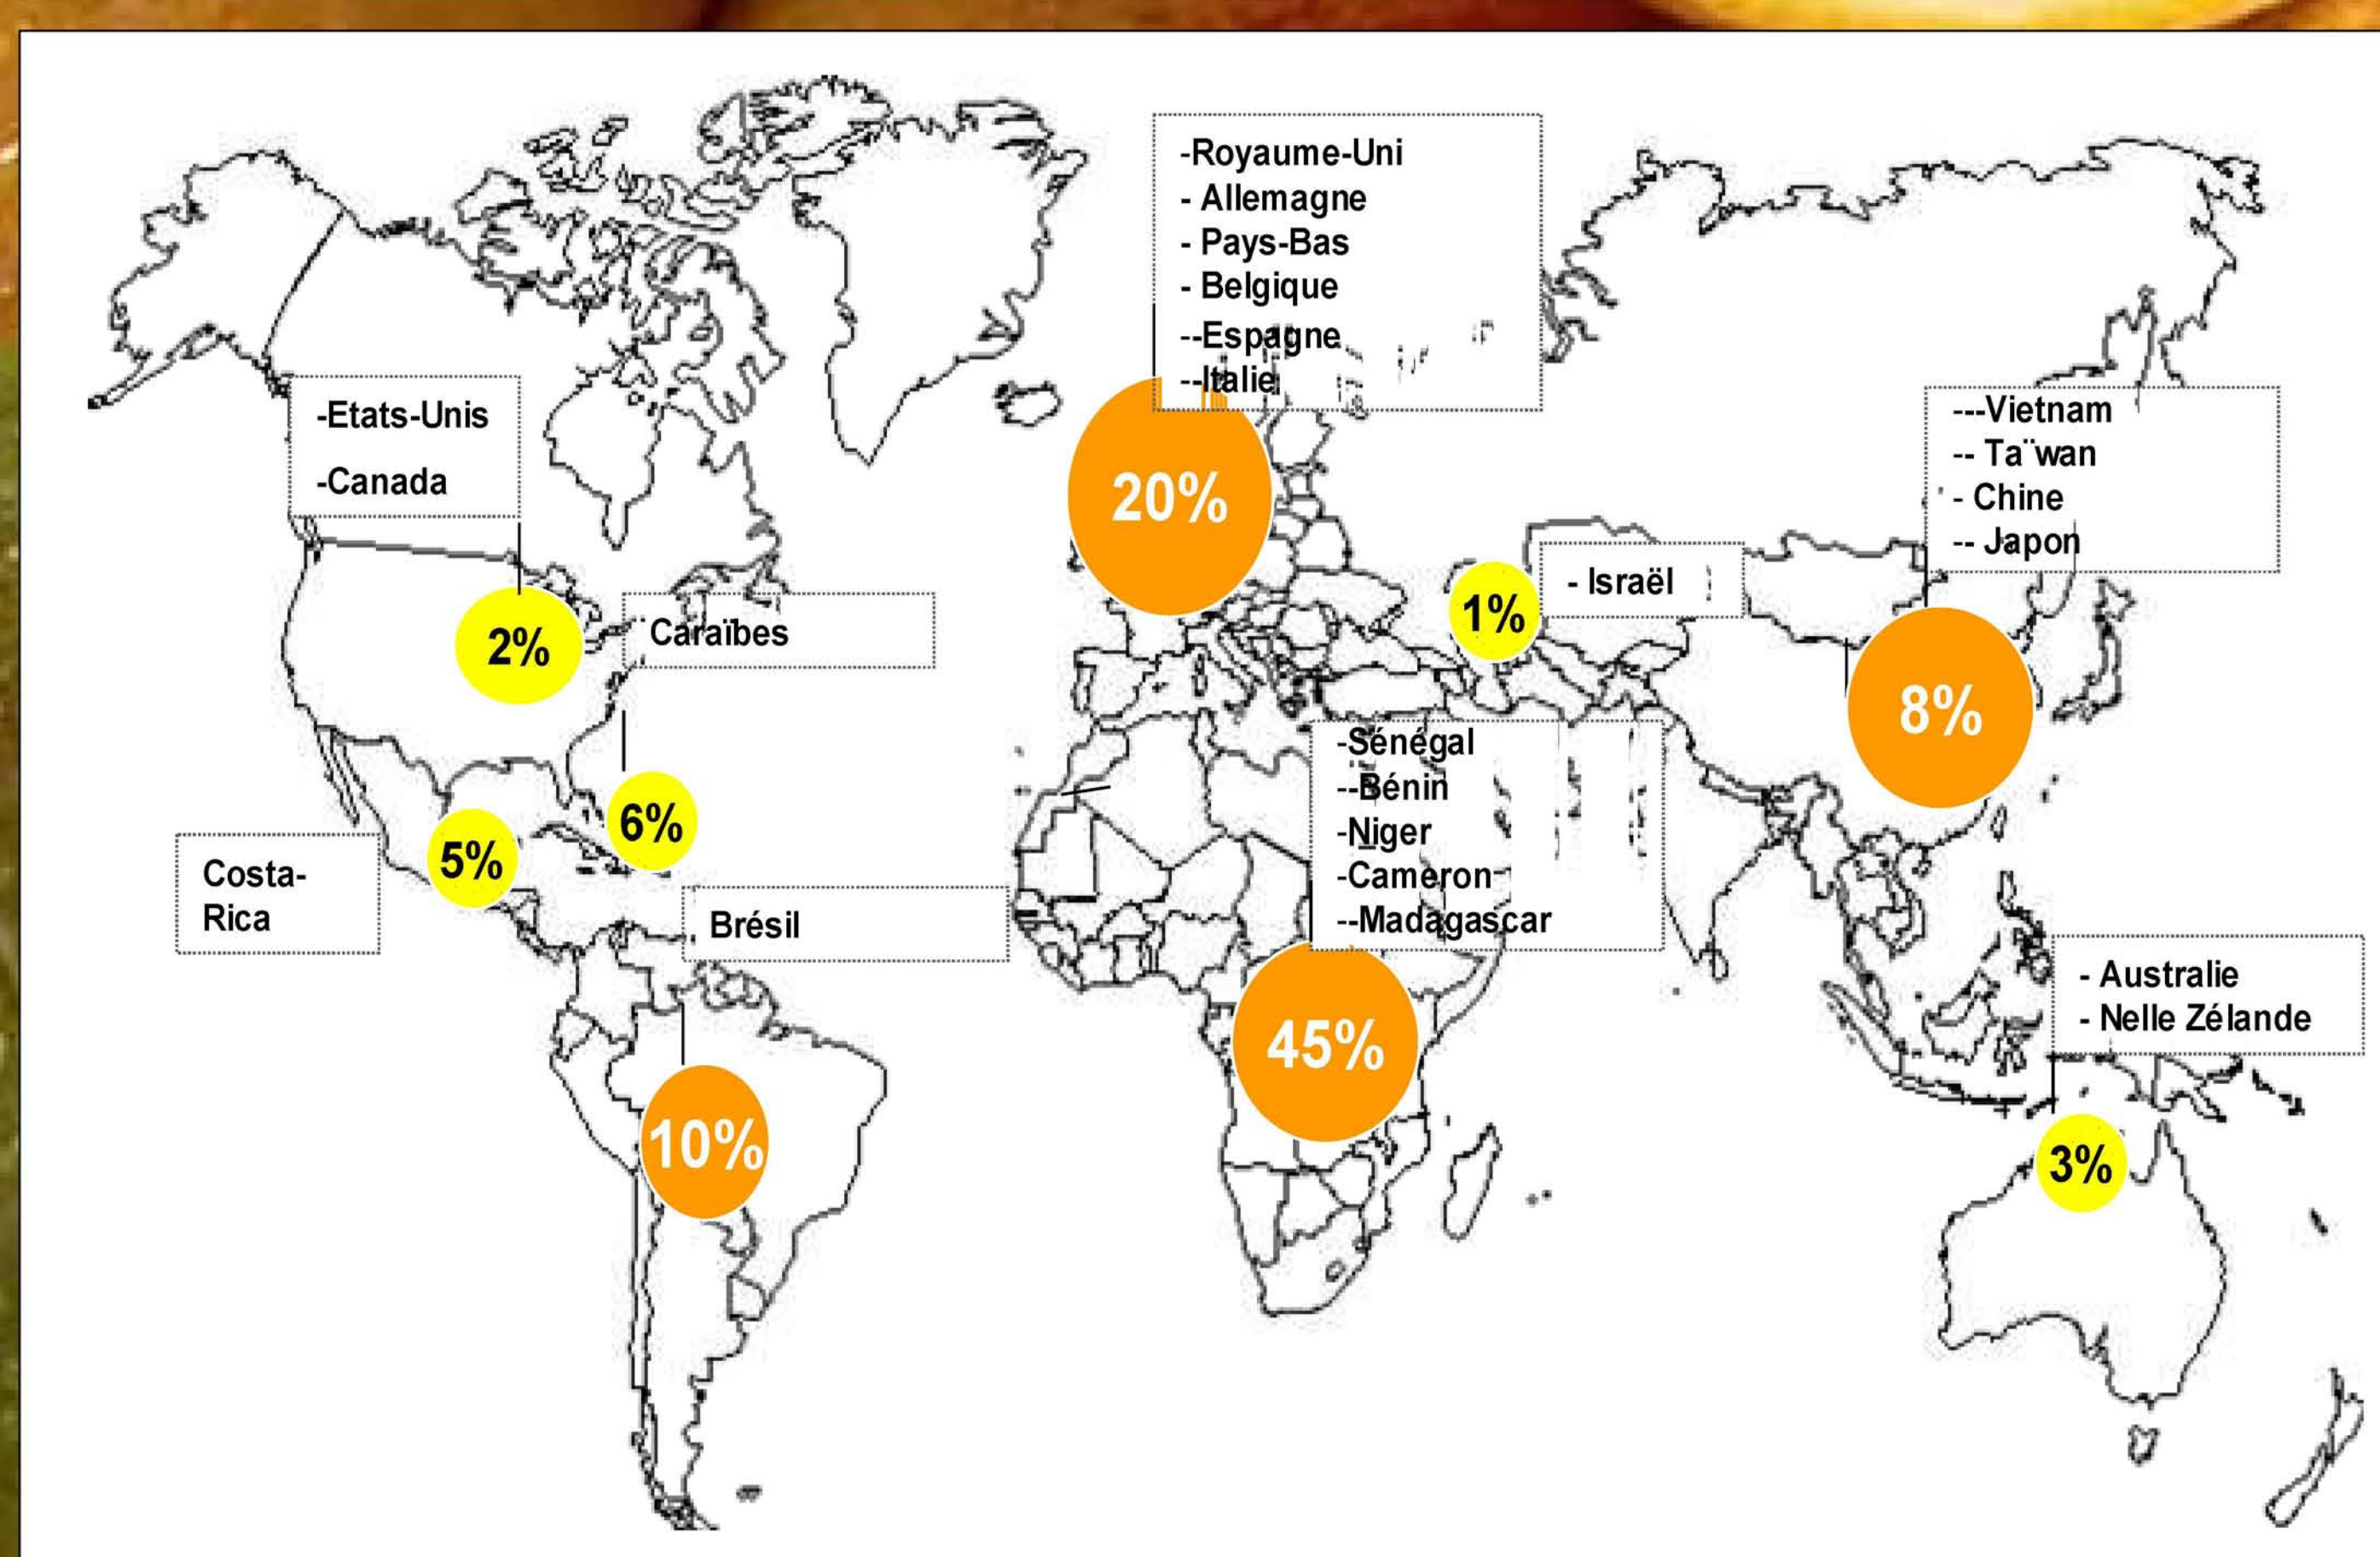 -Royaume-Uni
- Allemagne
- Pays-Bas
- Belgique
--Espagne
--Italie
20%
-Etats-Unis
-Canada
2%
Caraïbes
6%
5%
Costa-
Rica
Brésil
10%
- Israël
1%
---Vietnam
-- Ta¨wan
- Chine
-- Japon
8%
-Sénégal
--Bénin
-Niger
-Cameron
--Madagascar
45%
- Australie
- Nelle Zélande
3%